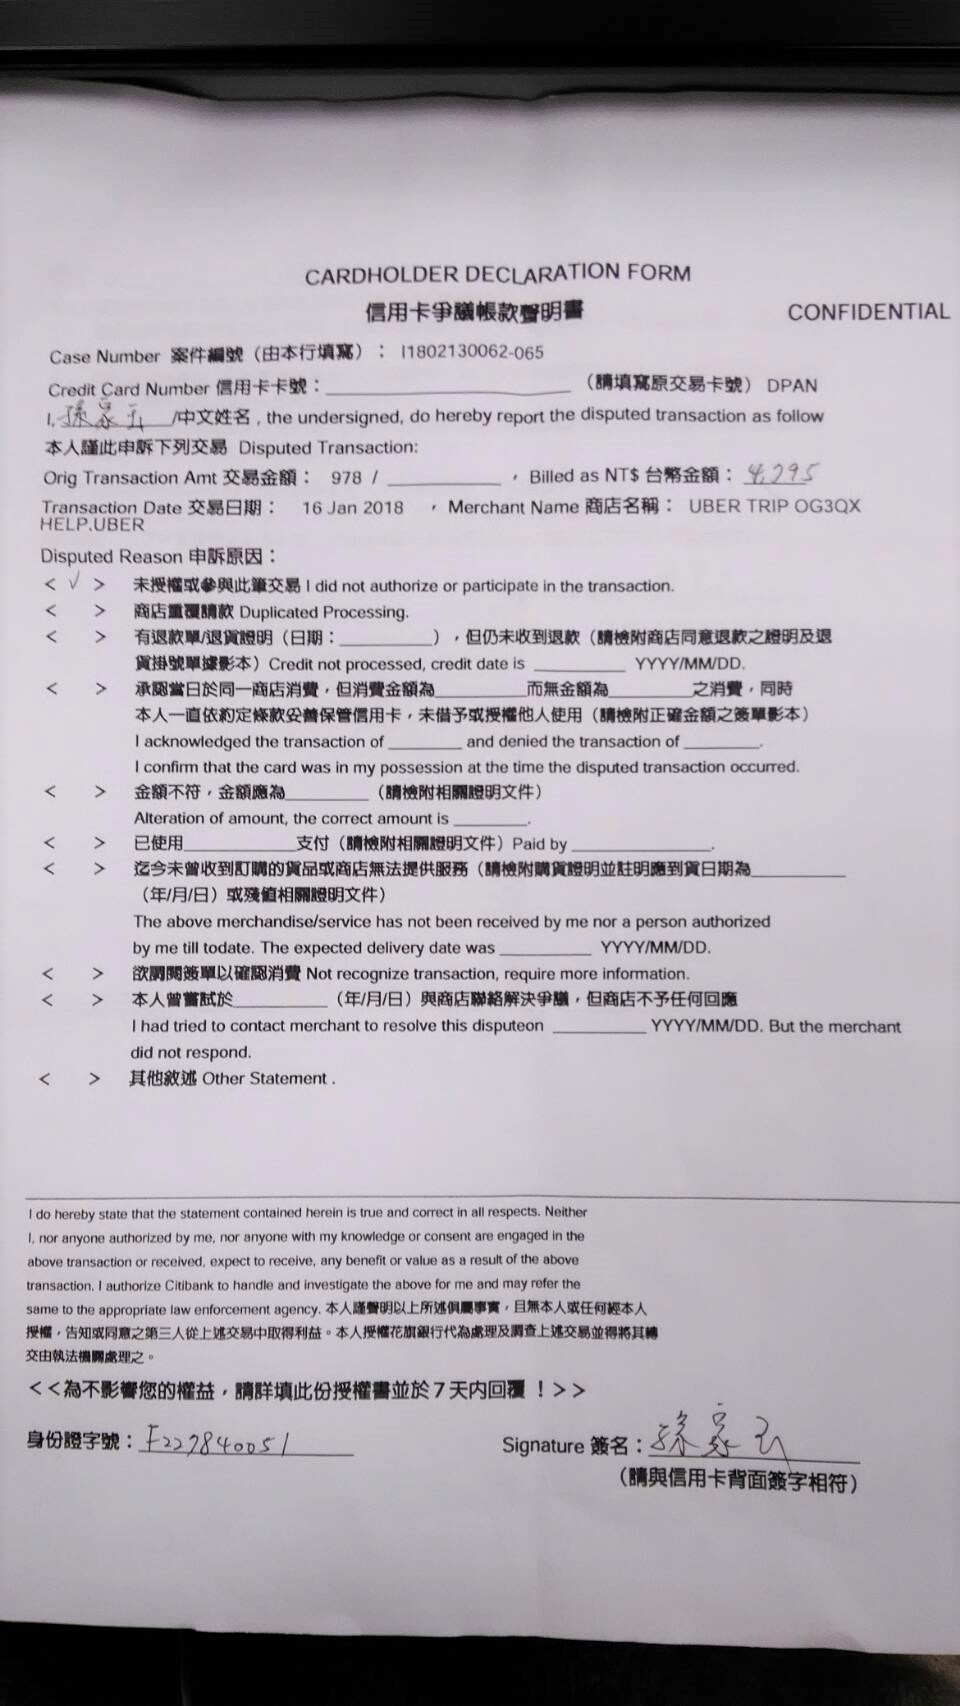 CARDHOLDER DECLARATION FORM
信用卡爭議帳款聲明書
CONFIDENTIAL
Case Number 案件編號（由本行填寫）： I1802130062-065
Credit Card Number 信用卡卡號：____________（請填寫原交易卡號）DPAN
I, 孫家玉 /中文姓名 , the undersigned, do hereby report the disputed transaction as follow
本人謹此申訴下列交易 Disputed Transaction:
Orig Transaction Amt 交易金額： 978 / ____________ ，Billed as NT$ 台幣金額： 4,295
Transaction Date 交易日期： 16 Jan 2018 ，Merchant Name 商店名稱： UBER TRIP OG3QX
HELP.UBER
Disputed Reason 申訴原因：
< √ > 未授權或參與此筆交易 I did not authorize or participate in the transaction.
< > 商店重覆請款 Duplicated Processing.
< > 有退款單/退貨證明（日期：__________），但仍未收到退款（請檢附商店同意退款之證明及退
貨掛號單據影本）Credit not processed, credit date is __________ YYYY/MM/DD.
< > 承認當日於同一商店消費，但消費金額為__________而無金額為__________之消費，同時
本人一直依約定條款妥善保管信用卡，未借予或授權他人使用（請檢附正確金額之簽單影本）
I acknowledged the transaction of ________ and denied the transaction of ________.
I confirm that the card was in my possession at the time the disputed transaction occurred.
< > 金額不符，金額應為_________（請檢附相關證明文件）
Alteration of amount, the correct amount is ________.
< > 已使用____________支付（請檢附相關證明文件）Paid by _______________.
< > 迄今未曾收到訂購的貨品或商店無法提供服務（請檢附購貨證明並註明應到貨日期為__________
（年/月/日）或殘值相關證明文件）
The above merchandise/service has not been received by me nor a person authorized
by me till todate. The expected delivery date was __________ YYYY/MM/DD.
< > 欲調閱簽單以確認消費 Not recognize transaction, require more information.
< > 本人曾嘗試於__________（年/月/日）與商店聯絡解決爭議，但商店不予任何回應
I had tried to contact merchant to resolve this disputeon __________ YYYY/MM/DD. But the merchant
did not respond.
< > 其他敘述 Other Statement .
I do hereby state that the statement contained herein is true and correct in all respects. Neither
I, nor anyone authorized by me, nor anyone with my knowledge or consent are engaged in the
above transaction or received, expect to receive, any benefit or value as a result of the above
transaction. I authorize Citibank to handle and investigate the above for me and may refer the
same to the appropriate law enforcement agency. 本人謹聲明以上所述俱屬事實，且無本人或任何經本人
授權，告知或同意之第三人從上述交易中取得利益。本人授權花旗銀行代為處理及調查上述交易並得將其轉
交由執法機關處理之。
<<為不影響您的權益，請詳填此份授權書並於７天內回覆！>>
身份證字號：F227840051
Signature 簽名：孫家玉
（請與信用卡背面簽字相符）